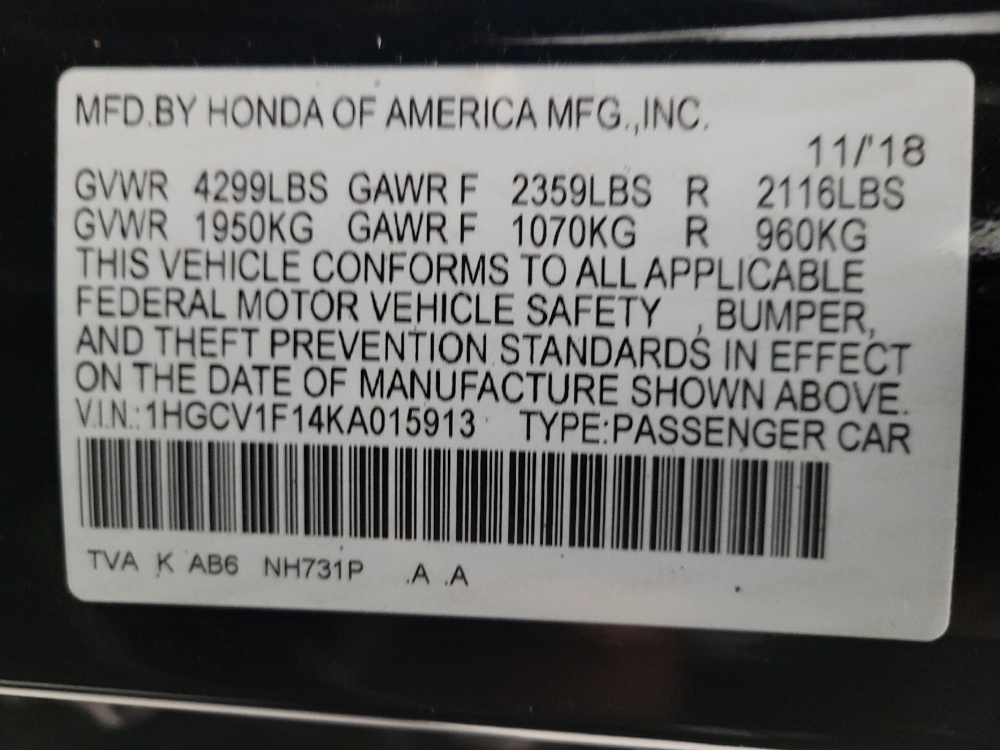 MFD.BY HONDA OF AMERICA MFG.,INC.
11/'18
GVWR 4299LBS GAWR F 2359LBS R 2116LBS
GVWR 1950KG GAWR F 1070KG R 960KG
THIS VEHICLE CONFORMS TO ALL APPLICABLE
FEDERAL MOTOR VEHICLE SAFETY , BUMPER,
AND THEFT PREVENTION STANDARDS IN EFFECT
ON THE DATE OF MANUFACTURE SHOWN ABOVE.
V.I.N.: 1HGCV1F14KA015913 TYPE:PASSENGER CAR
TVA K AB6 NH731P .A .A